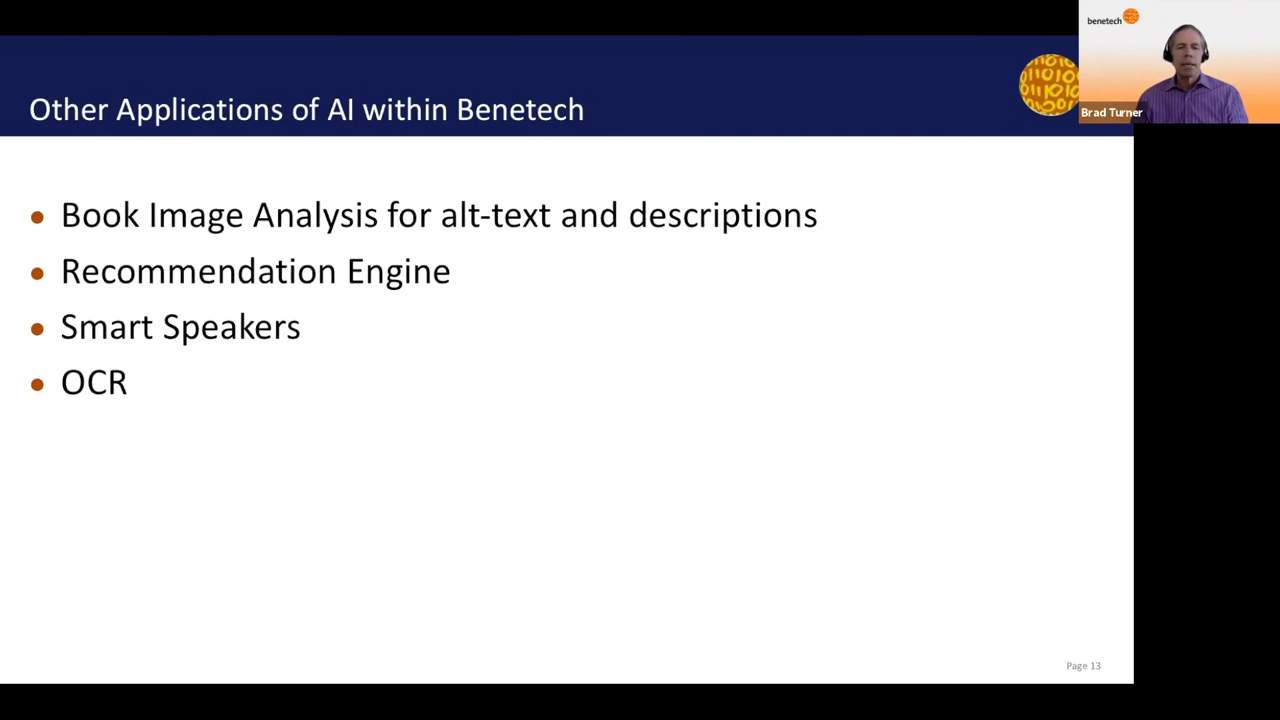 Other Applications of AI within Benetech
benetech
Brad Turner
Book Image Analysis for alt-text and descriptions
Recommendation Engine
Smart Speakers
OCR
Page 13